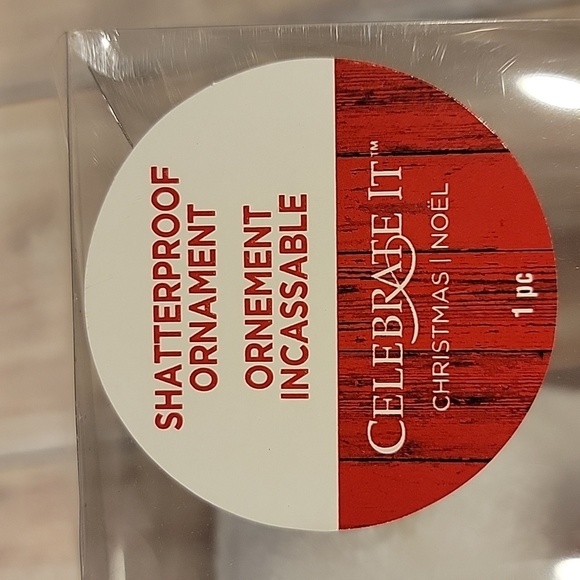 SHATTERPROOF
ORNAMENT
ORNEMENT
INCASSABLE
CELEBRATE IT™
CHRISTMAS | NOËL
1 pc